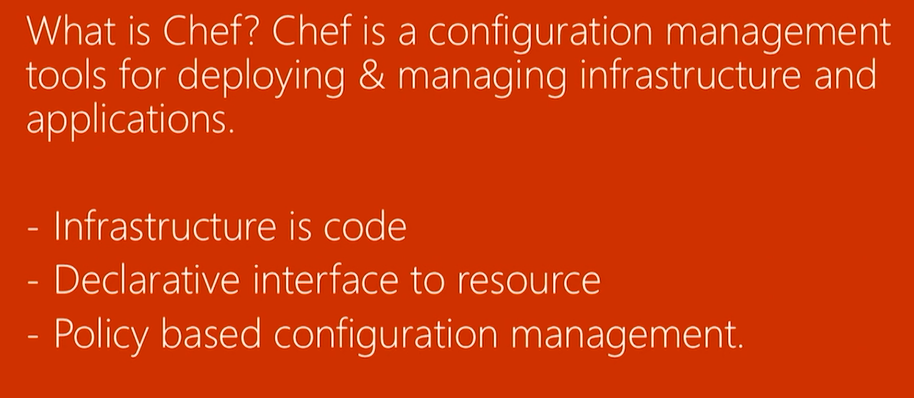 What is Chef? Chef is a configuration management
tools for deploying & managing infrastructure and
applications.
- Infrastructure is code
- Declarative interface to resource
- Policy based configuration management.